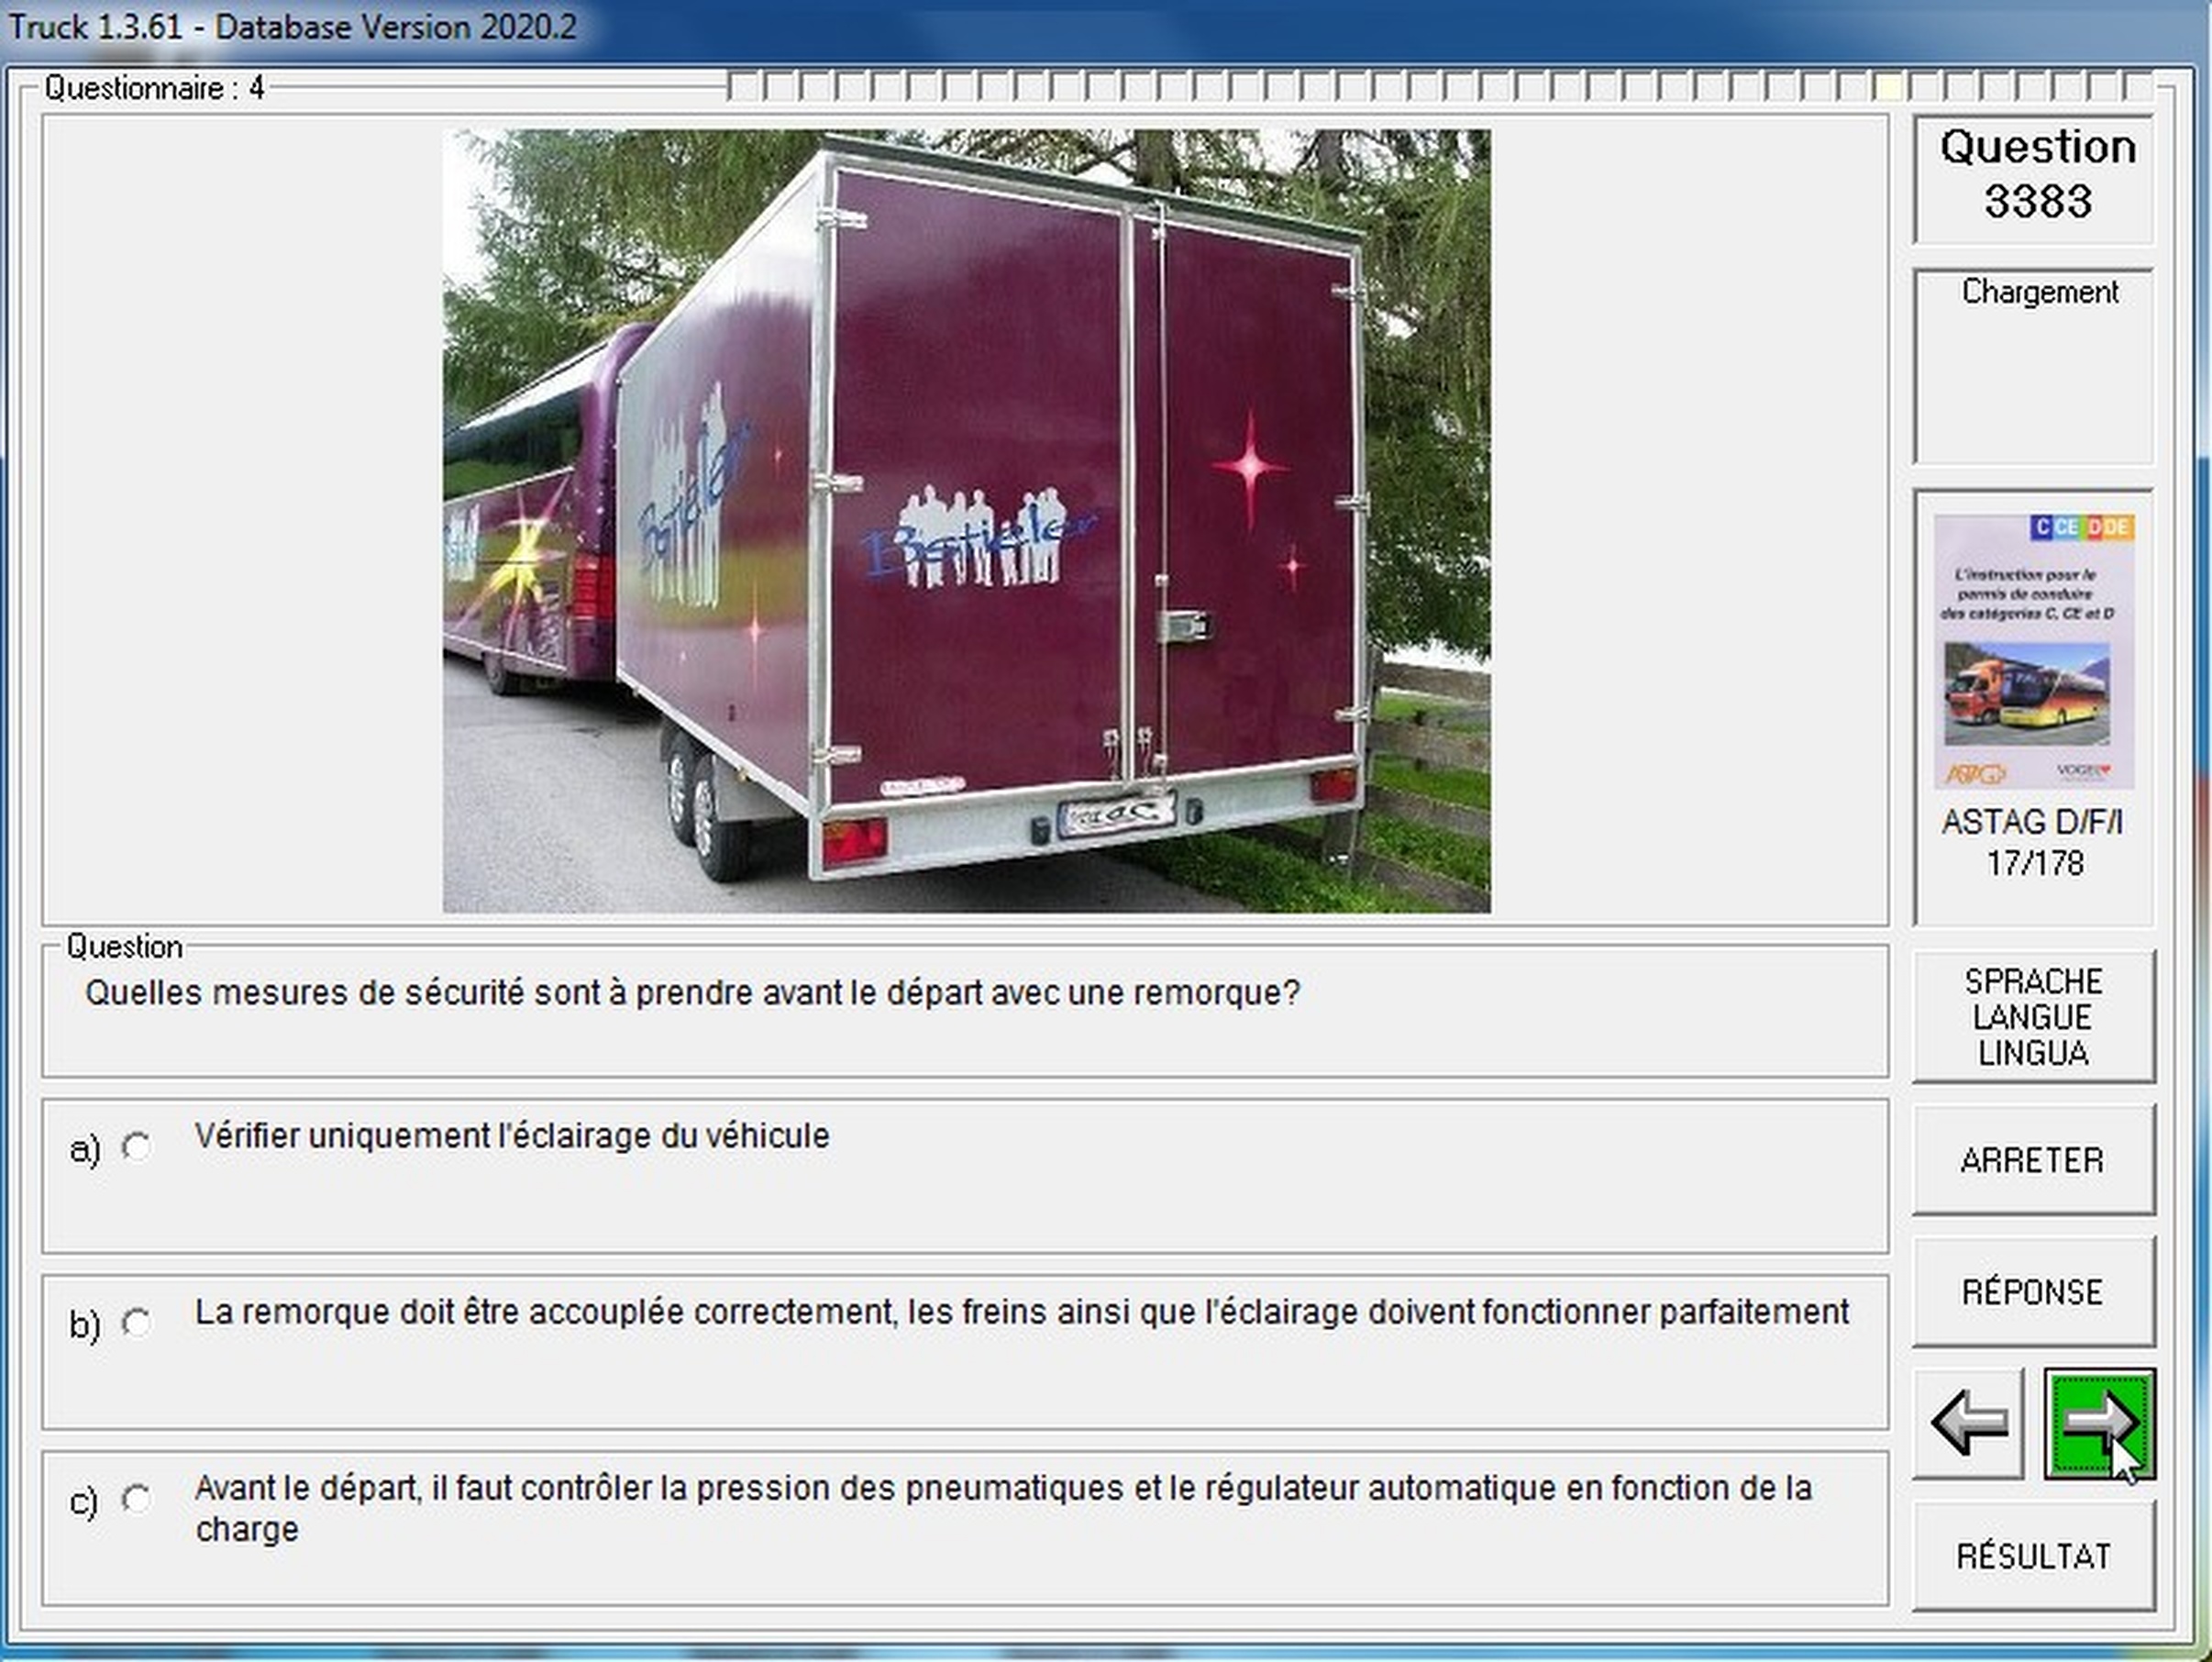 Truck 1.3.61 - Database Version 2020.2
Questionnaire : 4
Question
3383
Chargement
Batieler
Batieler
C CE D DE
L'instruction pour le
permis de conduire
des catégories C, CE et D
ASTAG
VOGEL
ASTAG D/F/I
17/178
Question
Quelles mesures de sécurité sont à prendre avant le départ avec une remorque?
SPRACHE
LANGUE
LINGUA
a) Vérifier uniquement l'éclairage du véhicule
ARRETER
b) La remorque doit être accouplée correctement, les freins ainsi que l'éclairage doivent fonctionner parfaitement
RÉPONSE
c) Avant le départ, il faut contrôler la pression des pneumatiques et le régulateur automatique en fonction de la
charge
RÉSULTAT